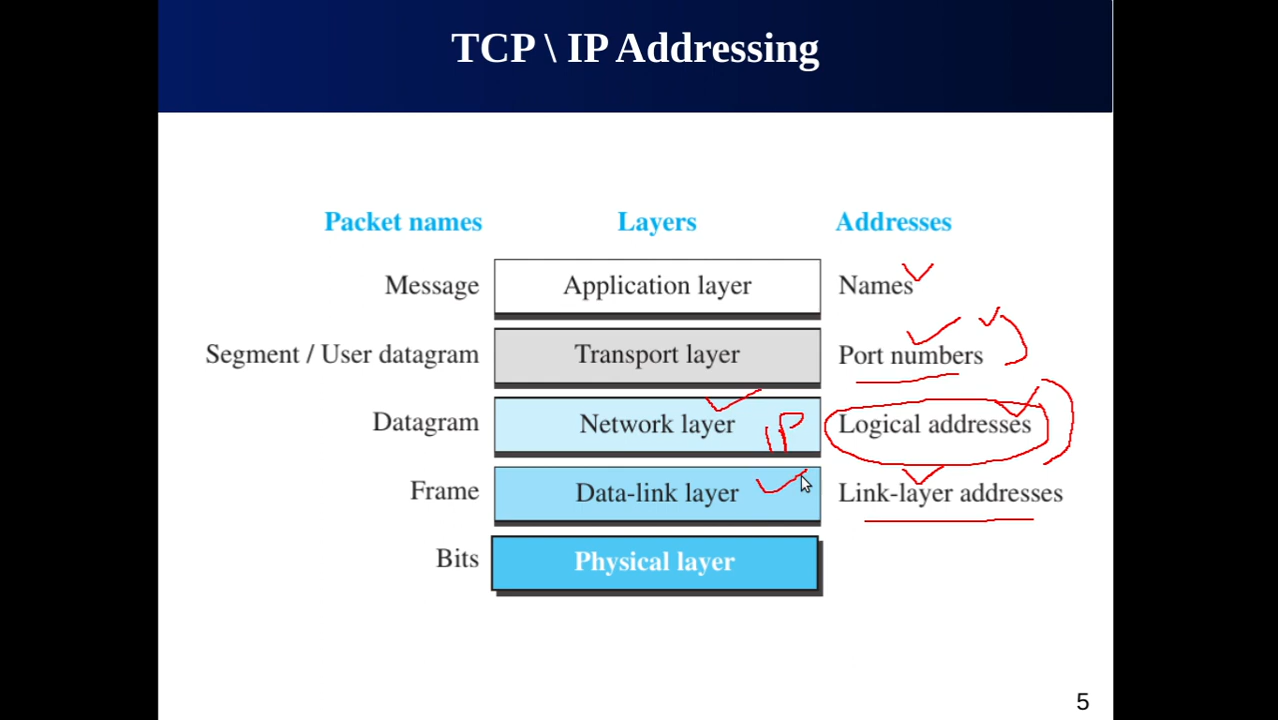 TCP \ IP Addressing
Packet names Layers Addresses
Message Application layer Names
Segment / User datagram Transport layer Port numbers
Datagram Network layer IP Logical addresses
Frame Data-link layer Link-layer addresses
Bits Physical layer
5